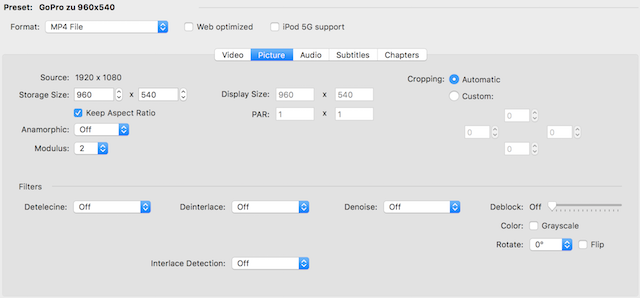 Preset: GoPro zu 960x540
Format: MP4 File Web optimized iPod 5G support
Video Picture Audio Subtitles Chapters
Source: 1920 x 1080 Cropping: Automatic
Storage Size: 960 x 540 Display Size: 960 x 540 Custom:
Keep Aspect Ratio PAR: 1 x 1 0
Anamorphic: Off 0 0
Modulus: 2 0
Filters
Detelecine: Off Deinterlace: Off Denoise: Off Deblock: Off
Color: Grayscale
Rotate: 0° Flip
Interlace Detection: Off